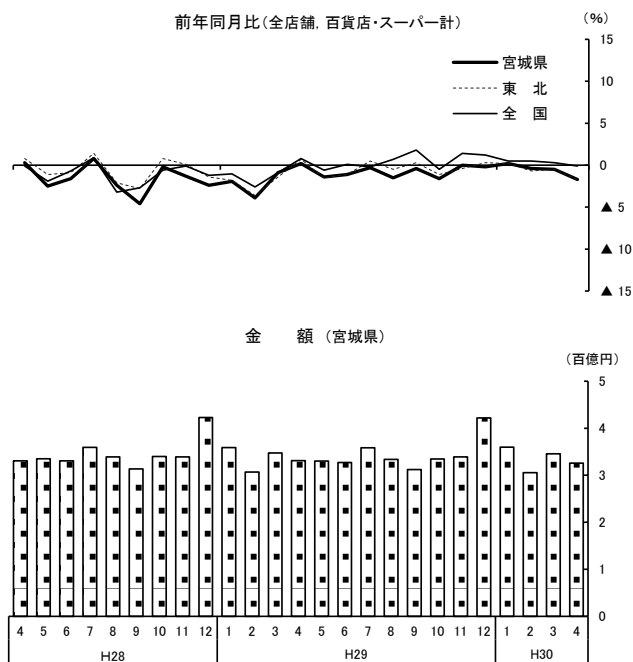 前年同月比（全店舗，百貨店・スーパー計）
（％）
15
10
5
0
▲ 5
▲ 10
▲ 15
宮城県
東　北
全　国
金　　額 （宮城県）
（百億円）
5
4
3
2
1
0
4 5 6 7 8 9 10 11 12 1 2 3 4 5 6 7 8 9 10 11 12 1 2 3 4
H28 H29 H30